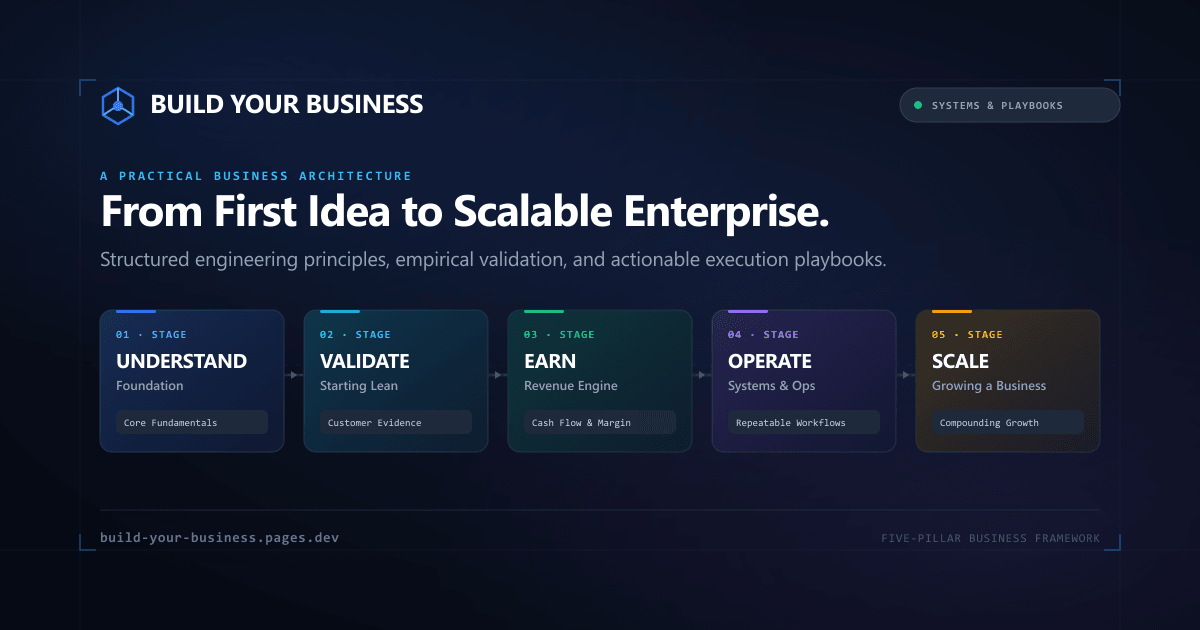 BUILD YOUR BUSINESS
SYSTEMS & PLAYBOOKS
A PRACTICAL BUSINESS ARCHITECTURE
From First Idea to Scalable Enterprise.
Structured engineering principles, empirical validation, and actionable execution playbooks.
01 · STAGE
UNDERSTAND
Foundation
Core Fundamentals
02 · STAGE
VALIDATE
Starting Lean
Customer Evidence
03 · STAGE
EARN
Revenue Engine
Cash Flow & Margin
04 · STAGE
OPERATE
Systems & Ops
Repeatable Workflows
05 · STAGE
SCALE
Growing a Business
Compounding Growth
build-your-business.pages.dev
FIVE-PILLAR BUSINESS FRAMEWORK